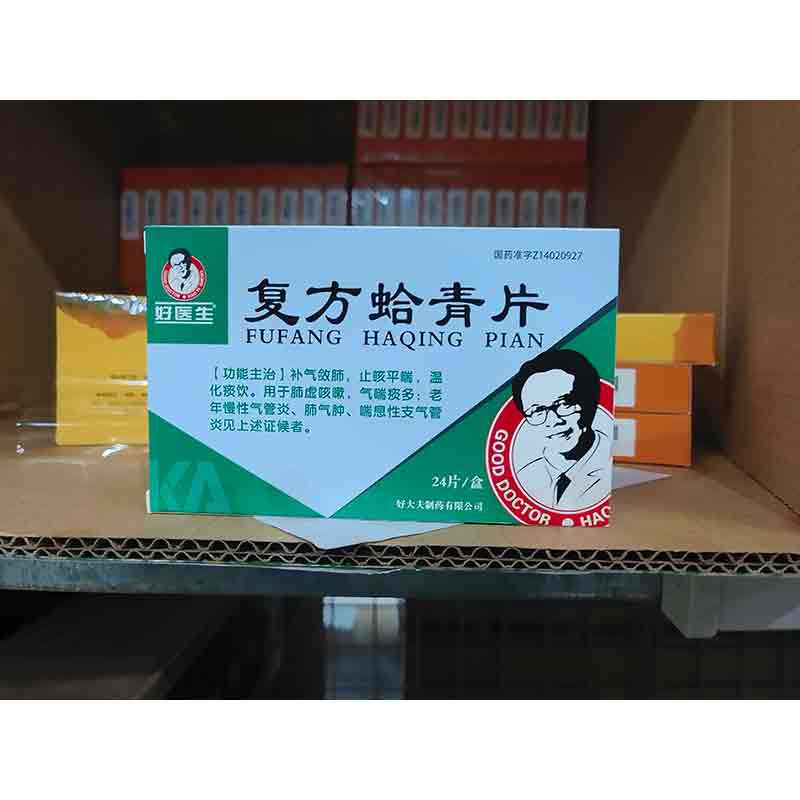 国药准字Z14020927
好医生
复方蛤青片
FUFANG HAQING PIAN
【功能主治】补气敛肺，止咳平喘，温
化痰饮。用于肺虚咳嗽，气喘痰多；老
年慢性气管炎、肺气肿、喘息性支气管
炎见上述证候者。
KA
24片/盒
好大夫制药有限公司
GOOD DOCTOR HAO